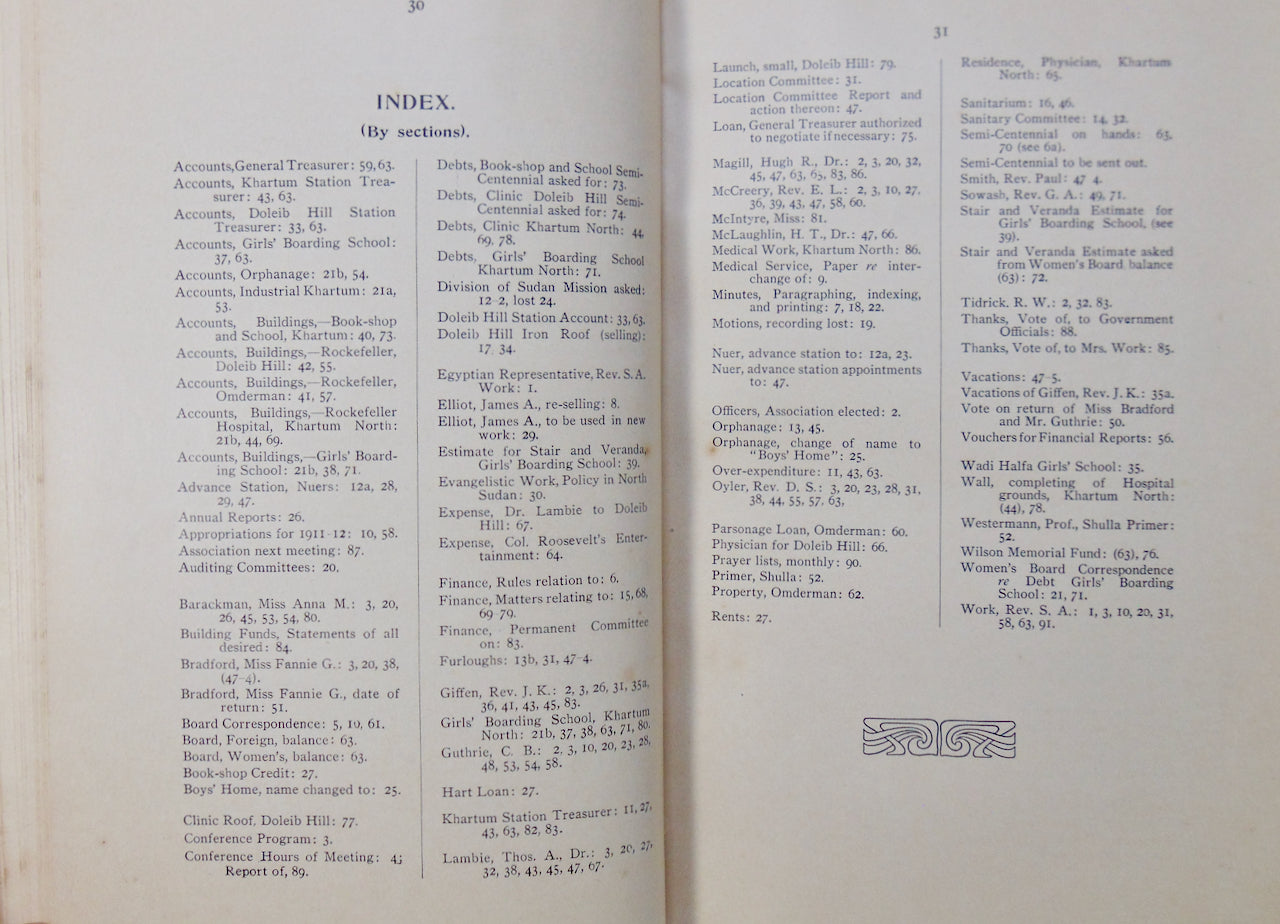 30
INDEX.
(By sections).
Accounts,General Treasurer: 59,63.
Accounts, Khartum Station Trea-
surer: 43, 63.
Accounts, Doleib Hill Station
Treasurer: 33, 63.
Accounts, Girls' Boarding School:
37, 63.
Accounts, Orphanage: 21b, 54.
Accounts, Industrial Khartum: 21a,
53.
Accounts, Buildings,—Book-shop
and School, Khartum: 40, 73.
Accounts, Buildings,—Rockefeller,
Doleib Hill: 42, 55.
Accounts, Buildings,—Rockefeller,
Omderman: 41, 57.
Accounts, Buildings,—Rockefeller
Hospital, Khartum North:
21b, 44, 69.
Accounts, Buildings,—Girls' Board-
ing School: 21b, 38, 71.
Advance Station, Nuers: 12a, 28,
29, 47.
Annual Reports: 26.
Appropriations for 1911-12: 10, 58.
Association next meeting: 87.
Auditing Committees: 20.
Barackman, Miss Anna M.: 3, 20,
26, 45, 53, 54, 80.
Building Funds, Statements of all
desired: 84.
Bradford, Miss Fannie G.: 3, 20, 38,
(47-4).
Bradford, Miss Fannie G., date of
return: 51.
Board Correspondence: 5, 10, 61.
Board, Foreign, balance: 63.
Board, Women's, balance: 63.
Book-shop Credit: 27.
Boys' Home, name changed to: 25.
Clinic Roof, Doleib Hill: 77.
Conference Program: 3.
Conference Hours of Meeting: 4;
Report of, 89.
Debts, Book-shop and School Semi-
Centennial asked for: 73.
Debts, Clinic Doleib Hill Semi-
Centennial asked for: 74.
Debts, Clinic Khartum North: 44,
69, 78.
Debts, Girls' Boarding School
Khartum North: 71.
Division of Sudan Mission asked:
12-2, lost 24.
Doleib Hill Station Account: 33,63.
Doleib Hill Iron Roof (selling):
17, 34.
Egyptian Representative, Rev. S. A.
Work: 1.
Elliot, James A., re-selling: 8.
Elliot, James A., to be used in new
work: 29.
Estimate for Stair and Veranda,
Girls' Boarding School: 39.
Evangelistic Work, Policy in North
Sudan: 30.
Expense, Dr. Lambie to Doleib
Hill: 67.
Expense, Col. Roosevelt's Enter-
tainment: 64.
Finance, Rules relation to: 6.
Finance, Matters relating to: 15,68,
69-79.
Finance, Permanent Committee
on: 83.
Furloughs: 13b, 31, 47-4.
Giffen, Rev. J. K.: 2, 3, 26, 31, 35a,
36, 41, 43, 45, 83.
Girls' Boarding School, Khartum
North: 21b, 37, 38, 63, 71, 80.
Guthrie, C. B.: 2, 3, 10, 20, 23, 28,
48, 53, 54, 58.
Hart Loan: 27.
Khartum Station Treasurer: 11, 27,
43, 63, 82, 83.
Lambie, Thos. A., Dr.: 3, 20, 27,
32, 38, 43, 45, 47, 67.
31
Launch, small, Doleib Hill: 79.
Location Committee: 31.
Location Committee Report and
action thereon: 47.
Loan, General Treasurer authorized
to negotiate if necessary: 75.
Magill, Hugh R., Dr.: 2, 3, 20, 32,
45, 47, 63, 65, 83, 86.
McCreery, Rev. E. L.: 2, 3, 10, 27,
36, 39, 43, 47, 58, 60.
McIntyre, Miss: 81.
McLaughlin, H. T., Dr.: 47, 66.
Medical Work, Khartum North: 86.
Medical Service, Paper re inter-
change of: 9.
Minutes, Paragraphing, indexing,
and printing: 7, 18, 22.
Motions, recording lost: 19.
Nuer, advance station to: 12a, 23.
Nuer, advance station appointments
to: 47.
Officers, Association elected: 2.
Orphanage: 13, 45.
Orphanage, change of name to
"Boys' Home": 25.
Over-expenditure: 11, 43, 63.
Oyler, Rev. D. S.: 3, 20, 23, 28, 31,
38, 44, 55, 57, 63,
Parsonage Loan, Omderman: 60.
Physician for Doleib Hill: 66.
Prayer lists, monthly: 90.
Primer, Shulla: 52.
Property, Omderman: 62.
Rents: 27.
Residence, Physician, Khartum
North: 65.
Sanitarium: 16, 46.
Sanitary Committee: 14, 32.
Semi-Centennial on hands: 63,
70 (see 6a).
Semi-Centennial to be sent out.
Smith, Rev. Paul: 47-4.
Sowash, Rev. G. A.: 49, 71.
Stair and Veranda Estimate for
Girls' Boarding School, (see
39).
Stair and Veranda Estimate asked
from Women's Board balance
(63): 72.
Tidrick. R. W.: 2, 32. 83.
Thanks, Vote of, to Government
Officials: 88.
Thanks, Vote of, to Mrs. Work: 85.
Vacations: 47-5.
Vacations of Giffen, Rev. J. K.: 35a.
Vote on return of Miss Bradford
and Mr. Guthrie: 50.
Vouchers for Financial Reports: 56.
Wadi Halfa Girls' School: 35.
Wall, completing of Hospital
grounds, Khartum North:
(44), 78.
Westermann, Prof., Shulla Primer:
52.
Wilson Memorial Fund: (63), 76.
Women's Board Correspondence
re Debt Girls' Boarding
School: 21, 71.
Work, Rev. S. A.: 1, 3, 10, 20, 31,
58, 63, 91.